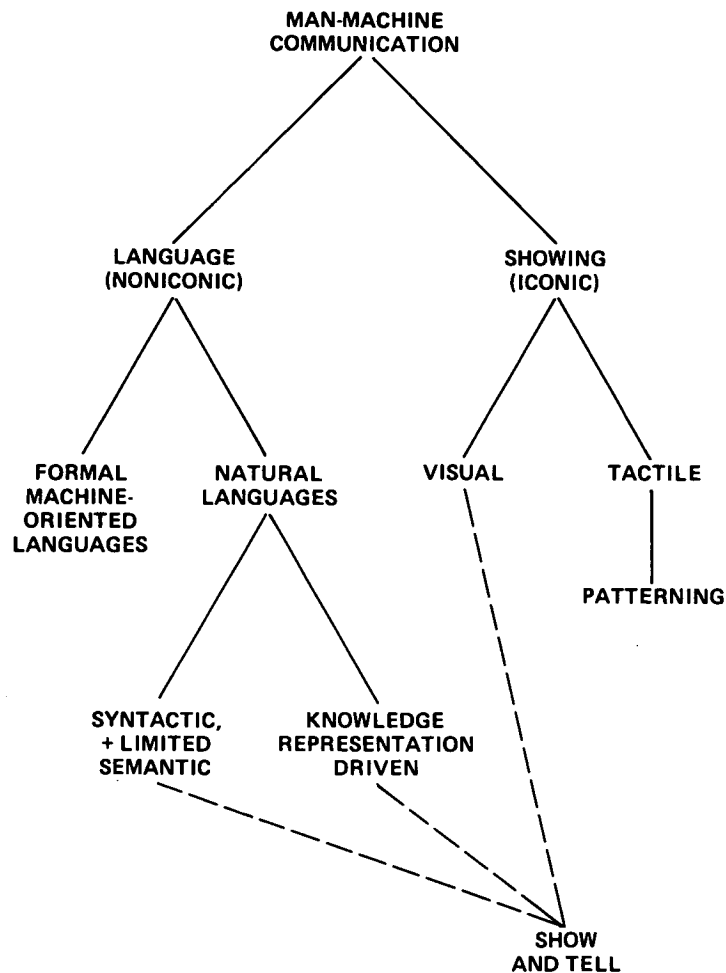 MAN-MACHINE
COMMUNICATION
LANGUAGE
(NONICONIC)
SHOWING
(ICONIC)
FORMAL
MACHINE-
ORIENTED
LANGUAGES
NATURAL
LANGUAGES
VISUAL
TACTILE
PATTERNING
SYNTACTIC,
+ LIMITED
SEMANTIC
KNOWLEDGE
REPRESENTATION
DRIVEN
SHOW
AND TELL